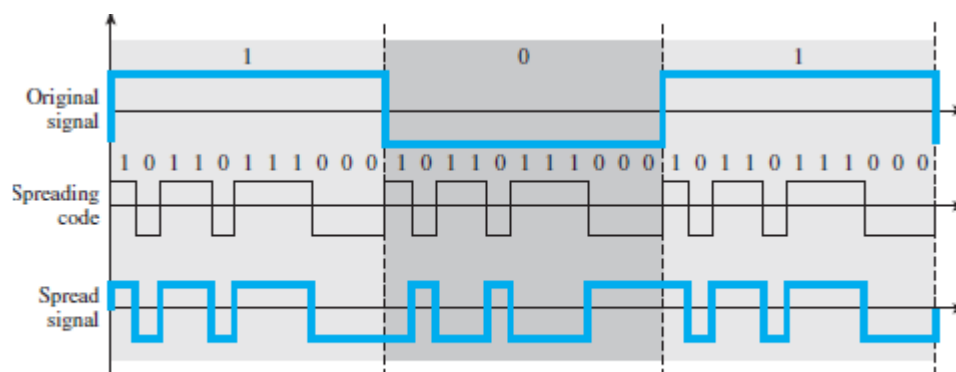 1 0 1
Original
signal
1 0 1 1 0 1 1 1 0 0 0 1 0 1 1 0 1 1 1 0 0 0 1 0 1 1 0 1 1 1 0 0 0
Spreading
code
Spread
signal